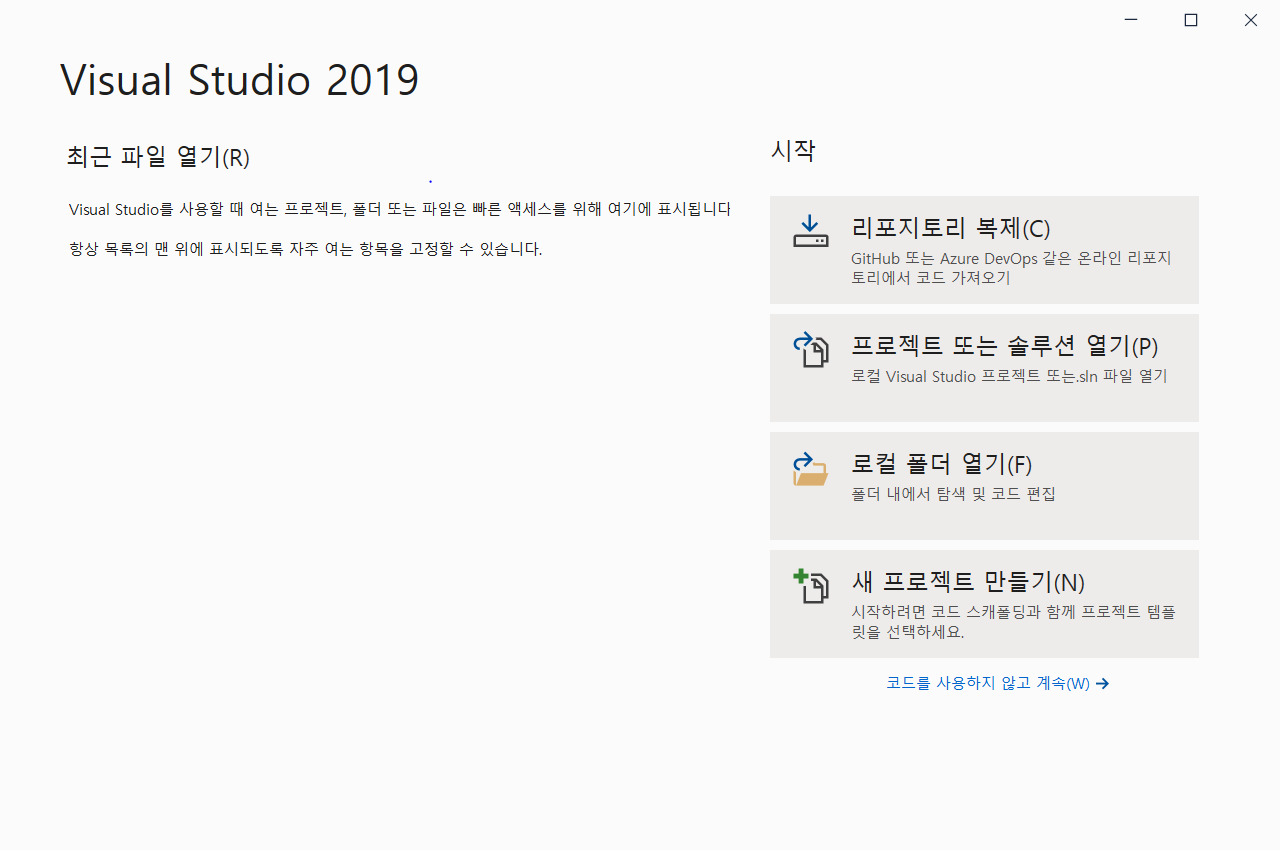 Visual Studio 2019
최근 파일 열기(R)
Visual Studio를 사용할 때 여는 프로젝트, 폴더 또는 파일은 빠른 액세스를 위해 여기에 표시됩니다
항상 목록의 맨 위에 표시되도록 자주 여는 항목을 고정할 수 있습니다.
시작
리포지토리 복제(C)
GitHub 또는 Azure DevOps 같은 온라인 리포지
토리에서 코드 가져오기
프로젝트 또는 솔루션 열기(P)
로컬 Visual Studio 프로젝트 또는.sln 파일 열기
로컬 폴더 열기(F)
폴더 내에서 탐색 및 코드 편집
새 프로젝트 만들기(N)
시작하려면 코드 스캐폴딩과 함께 프로젝트 템플
릿을 선택하세요.
코드를 사용하지 않고 계속(W)